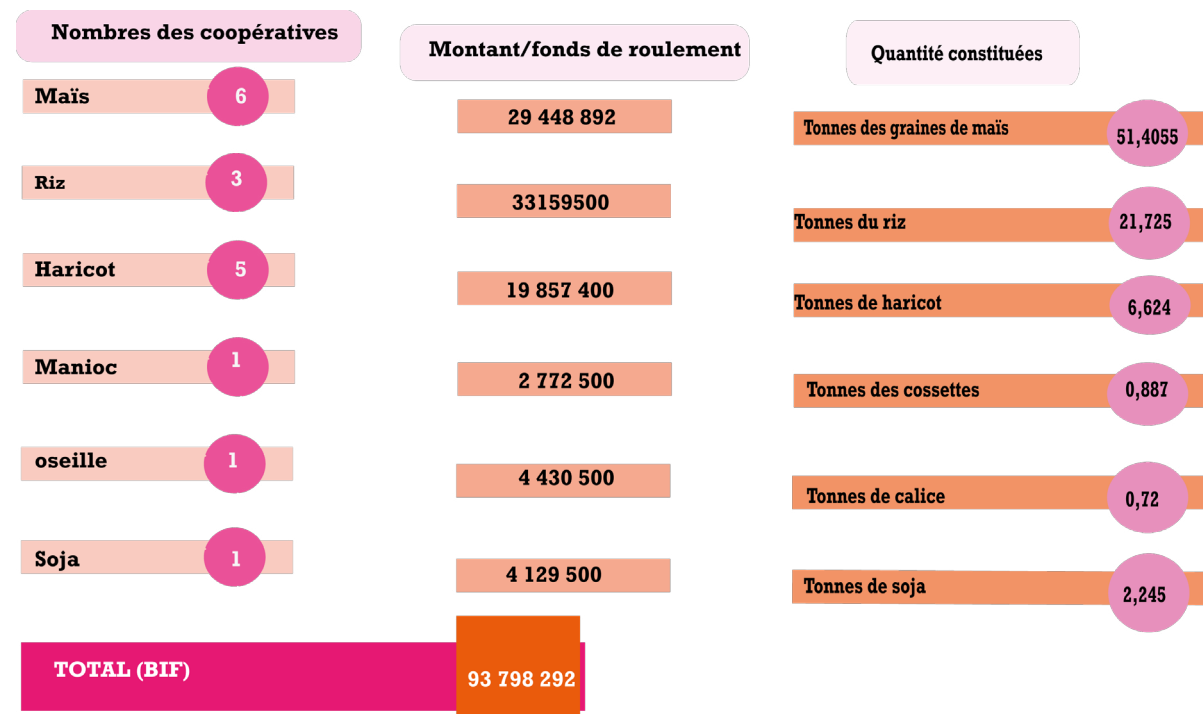 Nombres des coopératives
Montant/fonds de roulement
Quantité constituées
Maïs 6
29 448 892
Tonnes des graines de maïs 51,4055
Riz 3
33159500
Tonnes du riz 21,725
Haricot 5
19 857 400
Tonnes de haricot 6,624
Manioc 1
2 772 500
Tonnes des cossettes 0,887
oseille 1
4 430 500
Tonnes de calice 0,72
Soja 1
4 129 500
Tonnes de soja 2,245
TOTAL (BIF) 93 798 292